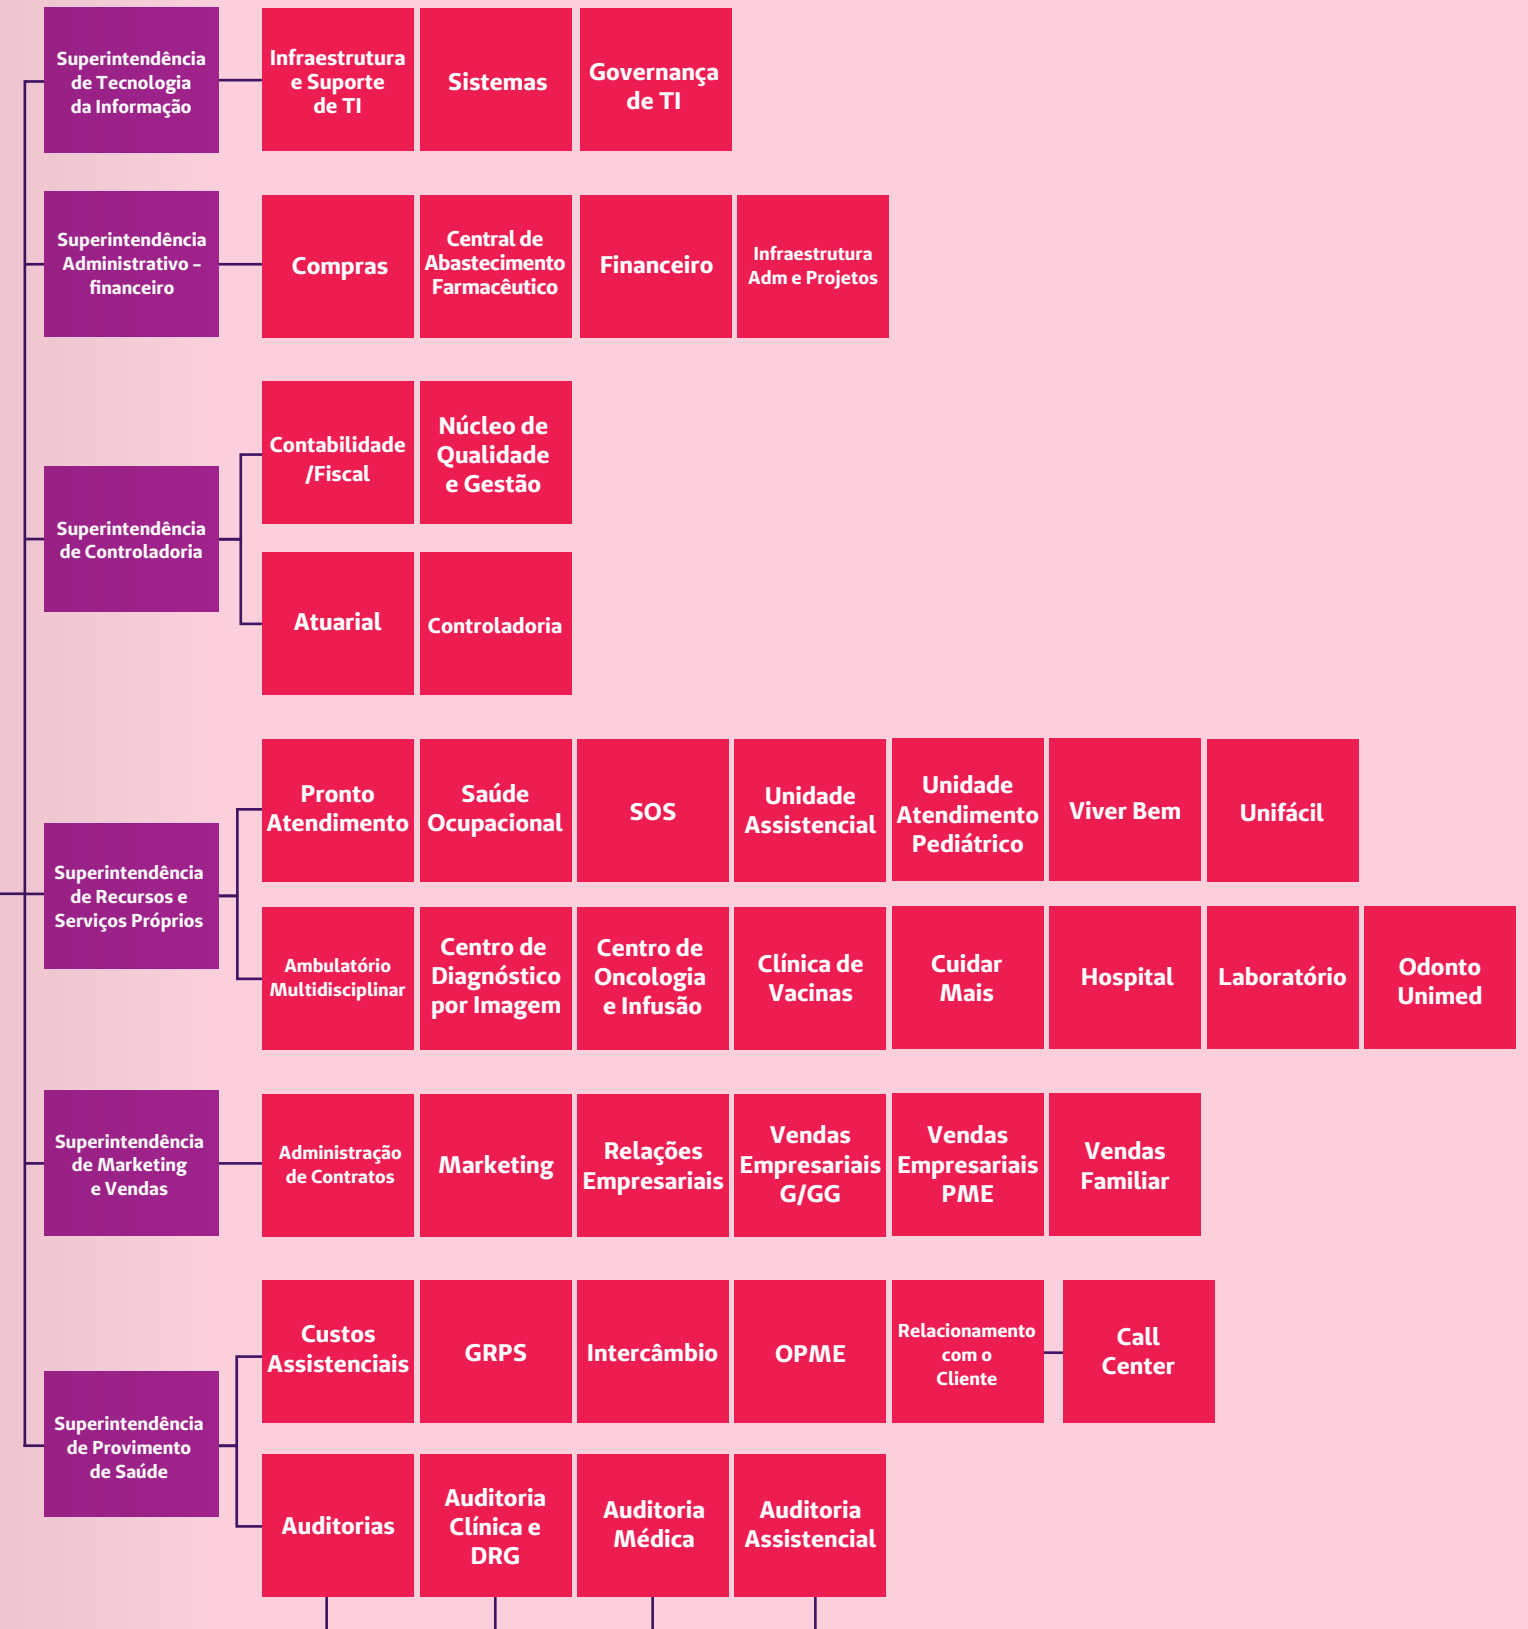 Superintendência
de Tecnologia
da Informação
Infraestrutura
e Suporte
de TI
Sistemas
Governança
de TI
Superintendência
Administrativo –
financeiro
Compras
Central de
Abastecimento
Farmacêutico
Financeiro
Infraestrutura
Adm e Projetos
Superintendência
de Controladoria
Contabilidade
/Fiscal
Núcleo de
Qualidade
e Gestão
Atuarial
Controladoria
Superintendência
de Recursos e
Serviços Próprios
Pronto
Atendimento
Saúde
Ocupacional
SOS
Unidade
Assistencial
Unidade
Atendimento
Pediátrico
Viver Bem
Unifácil
Ambulatório
Multidisciplinar
Centro de
Diagnóstico
por Imagem
Centro de
Oncologia
e Infusão
Clínica de
Vacinas
Cuidar
Mais
Hospital
Laboratório
Odonto
Unimed
Superintendência
de Marketing
e Vendas
Administração
de Contratos
Marketing
Relações
Empresariais
Vendas
Empresariais
G/GG
Vendas
Empresariais
PME
Vendas
Familiar
Superintendência
de Provimento
de Saúde
Custos
Assistenciais
GRPS
Intercâmbio
OPME
Relacionamento
com o
Cliente
Call
Center
Auditorias
Auditoria
Clínica e
DRG
Auditoria
Médica
Auditoria
Assistencial